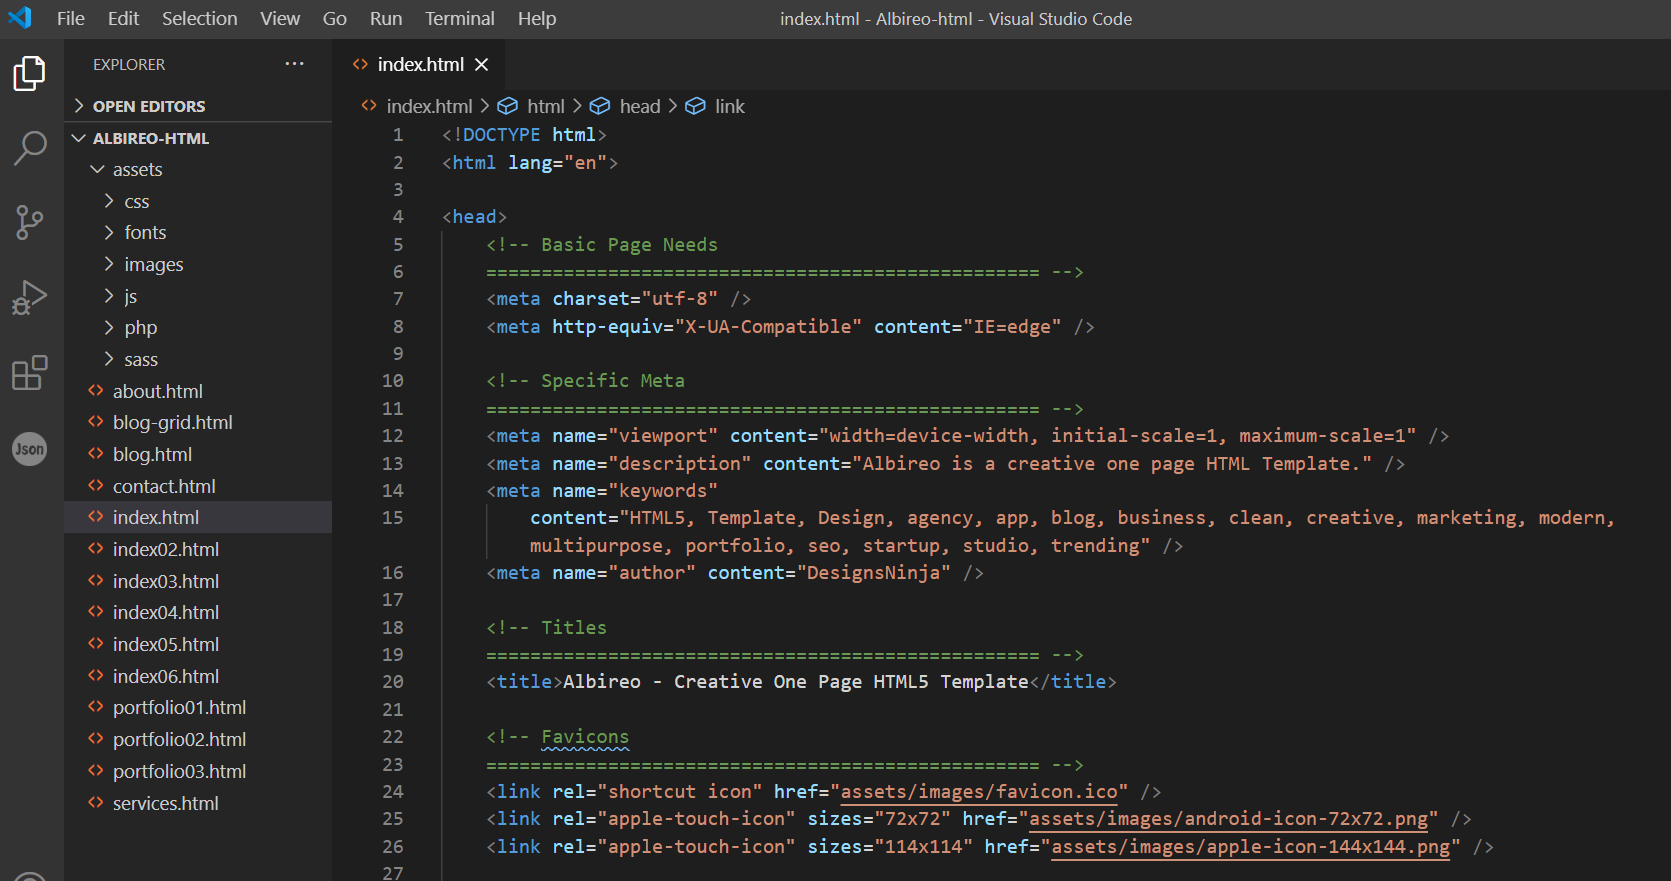 File Edit Selection View Go Run Terminal Help
index.html - Albireo-html - Visual Studio Code
EXPLORER
OPEN EDITORS
ALBIREO-HTML
assets
css
fonts
images
js
php
sass
about.html
blog-grid.html
blog.html
contact.html
index.html
index02.html
index03.html
index04.html
index05.html
index06.html
portfolio01.html
portfolio02.html
portfolio03.html
services.html
Json
index.html
index.html > html > head > link
1 <!DOCTYPE html>
2 <html lang="en">
3
4 <head>
5 <!-- Basic Page Needs
6 ================================================== -->
7 <meta charset="utf-8" />
8 <meta http-equiv="X-UA-Compatible" content="IE=edge" />
9
10 <!-- Specific Meta
11 ================================================== -->
12 <meta name="viewport" content="width=device-width, initial-scale=1, maximum-scale=1" />
13 <meta name="description" content="Albireo is a creative one page HTML Template." />
14 <meta name="keywords"
15 content="HTML5, Template, Design, agency, app, blog, business, clean, creative, marketing, modern,
multipurpose, portfolio, seo, startup, studio, trending" />
16 <meta name="author" content="DesignsNinja" />
17
18 <!-- Titles
19 ================================================== -->
20 <title>Albireo - Creative One Page HTML5 Template</title>
21
22 <!-- Favicons
23 ================================================== -->
24 <link rel="shortcut icon" href="assets/images/favicon.ico" />
25 <link rel="apple-touch-icon" sizes="72x72" href="assets/images/android-icon-72x72.png" />
26 <link rel="apple-touch-icon" sizes="114x114" href="assets/images/apple-icon-144x144.png" />
27